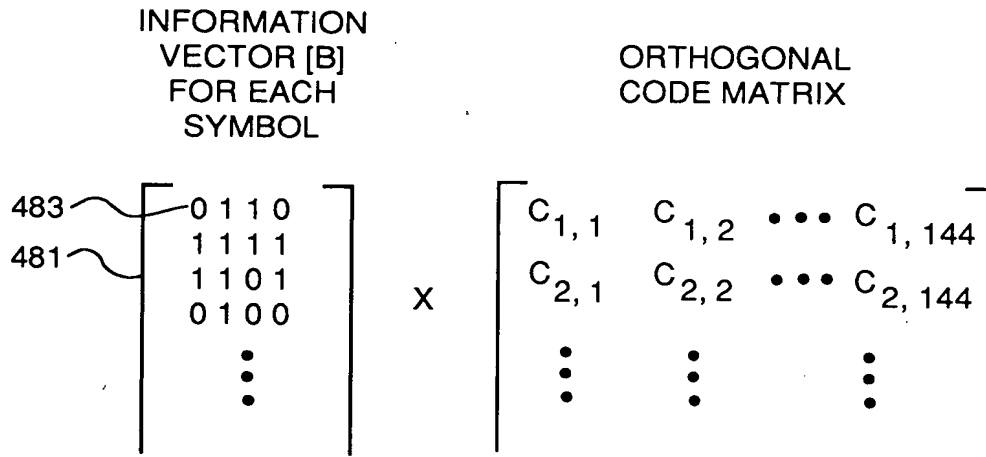 INFORMATION
VECTOR [B]
FOR EACH
SYMBOL
ORTHOGONAL
CODE MATRIX
483
0 1 1 0
481
1 1 1 1
1 1 0 1
0 1 0 0
X
C1, 1 C1, 2 ••• C1, 144
C2, 1 C2, 2 ••• C2, 144